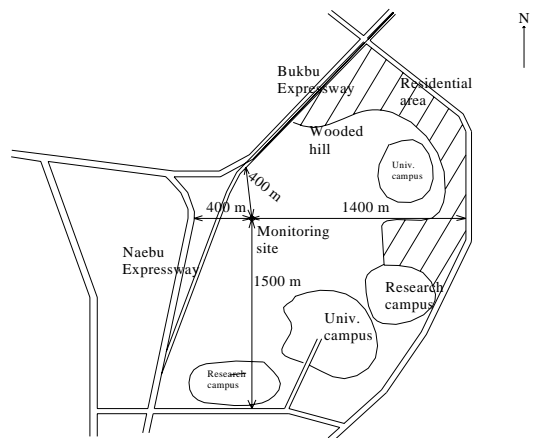 N
Bukbu
Expressway
Residential
area
Wooded
hill
Univ.
campus
400 m
400 m
1400 m
Monitoring
site
Naebu
Expressway
1500 m
Research
campus
Univ.
campus
Research
campus